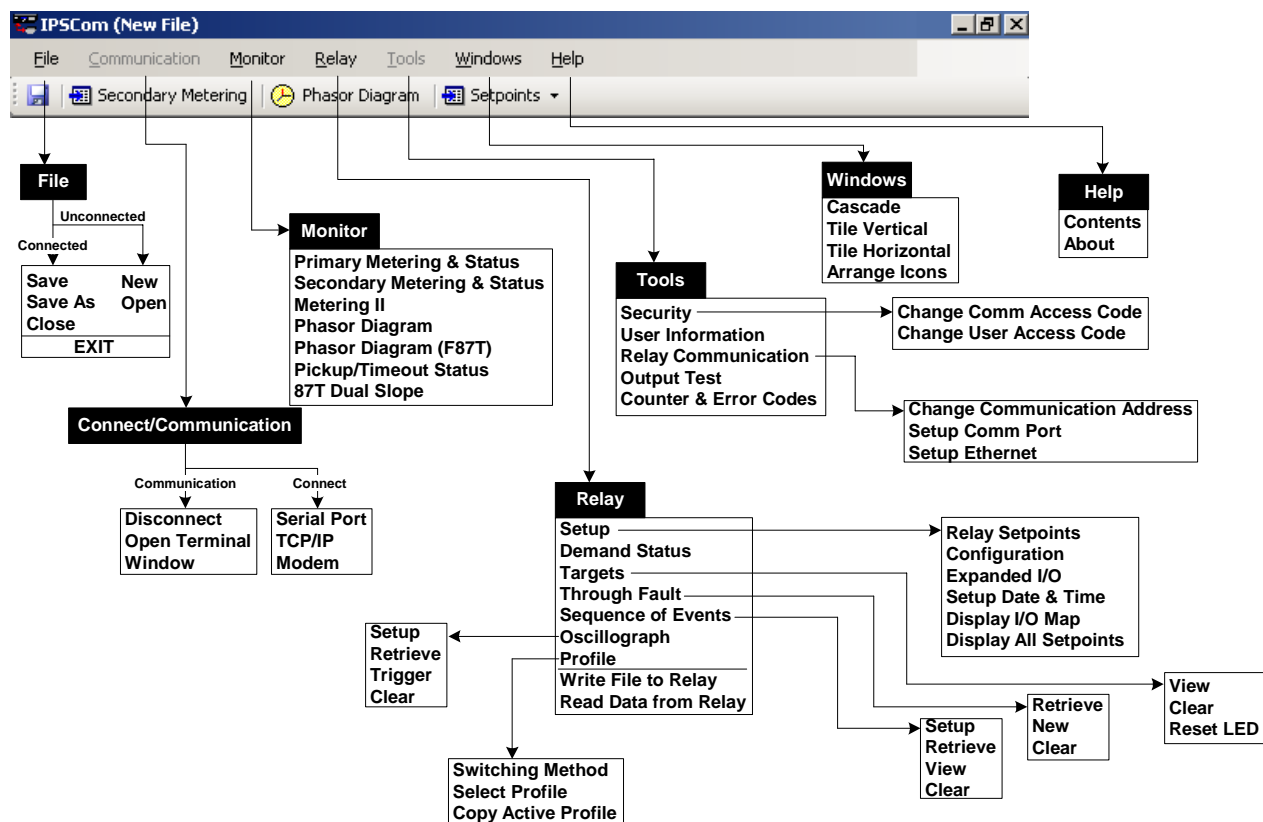 IPSCom (New File)
File Communication Monitor Relay Tools Windows Help
Secondary Metering Phasor Diagram Setpoints
File
Unconnected
Connected
Save New
Save As Open
Close
EXIT
Monitor
Primary Metering & Status
Secondary Metering & Status
Metering II
Phasor Diagram
Phasor Diagram (F87T)
Pickup/Timeout Status
87T Dual Slope
Windows
Cascade
Tile Vertical
Tile Horizontal
Arrange Icons
Help
Contents
About
Tools
Security
User Information
Relay Communication
Output Test
Counter & Error Codes
Change Comm Access Code
Change User Access Code
Change Communication Address
Setup Comm Port
Setup Ethernet
Connect/Communication
Communication Connect
Disconnect
Open Terminal
Window
Serial Port
TCP/IP
Modem
Relay
Setup
Demand Status
Targets
Through Fault
Sequence of Events
Oscillograph
Profile
Write File to Relay
Read Data from Relay
Relay Setpoints
Configuration
Expanded I/O
Setup Date & Time
Display I/O Map
Display All Setpoints
Setup
Retrieve
Trigger
Clear
View
Clear
Reset LED
Retrieve
New
Clear
Setup
Retrieve
View
Clear
Switching Method
Select Profile
Copy Active Profile